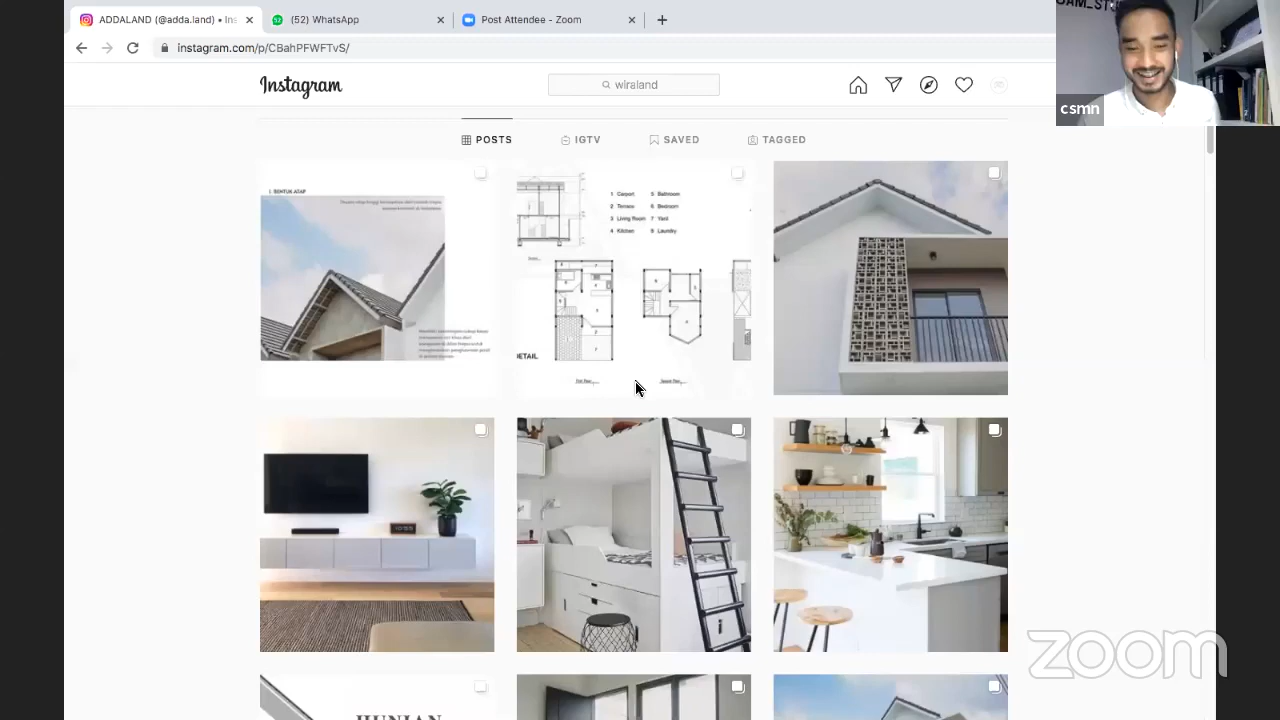 ADDALAND (@adda.land) • Ins
(52) WhatsApp
Post Attendee - Zoom
instagram.com/p/CBahPFWFTvS/
Instagram
wiraland
csmn
POSTS
IGTV
SAVED
TAGGED
1. BENTUK ATAP
1 Carport 5 Bathroom
2 Terrace 6 Bedroom
3 Living Room 7 Yard
4 Kitchen 8 Laundry
ETAIL
HUNIAN
zoom